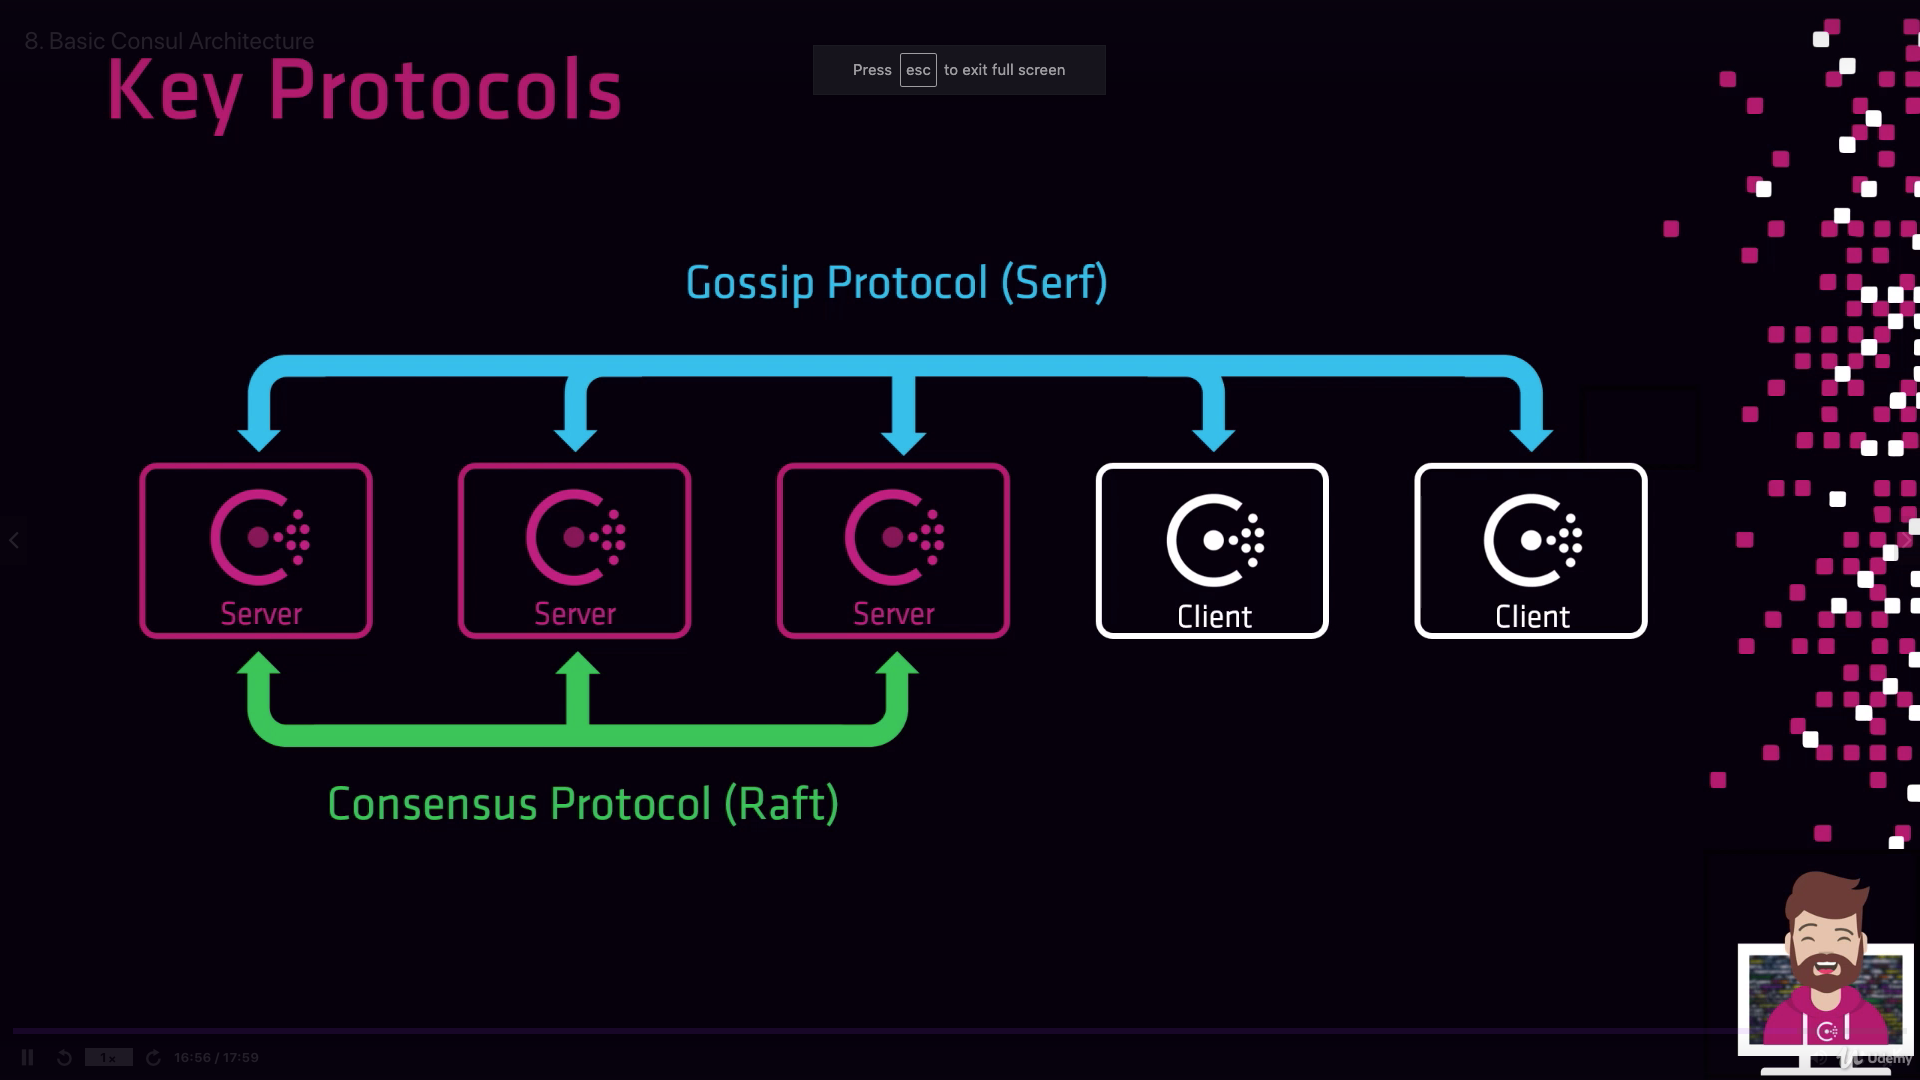 8. Basic Consul Architecture
Press esc to exit full screen
Key Protocols
Gossip Protocol (Serf)
Server
Server
Server
Client
Client
Consensus Protocol (Raft)
1x
16:56 / 17:59
Udemy